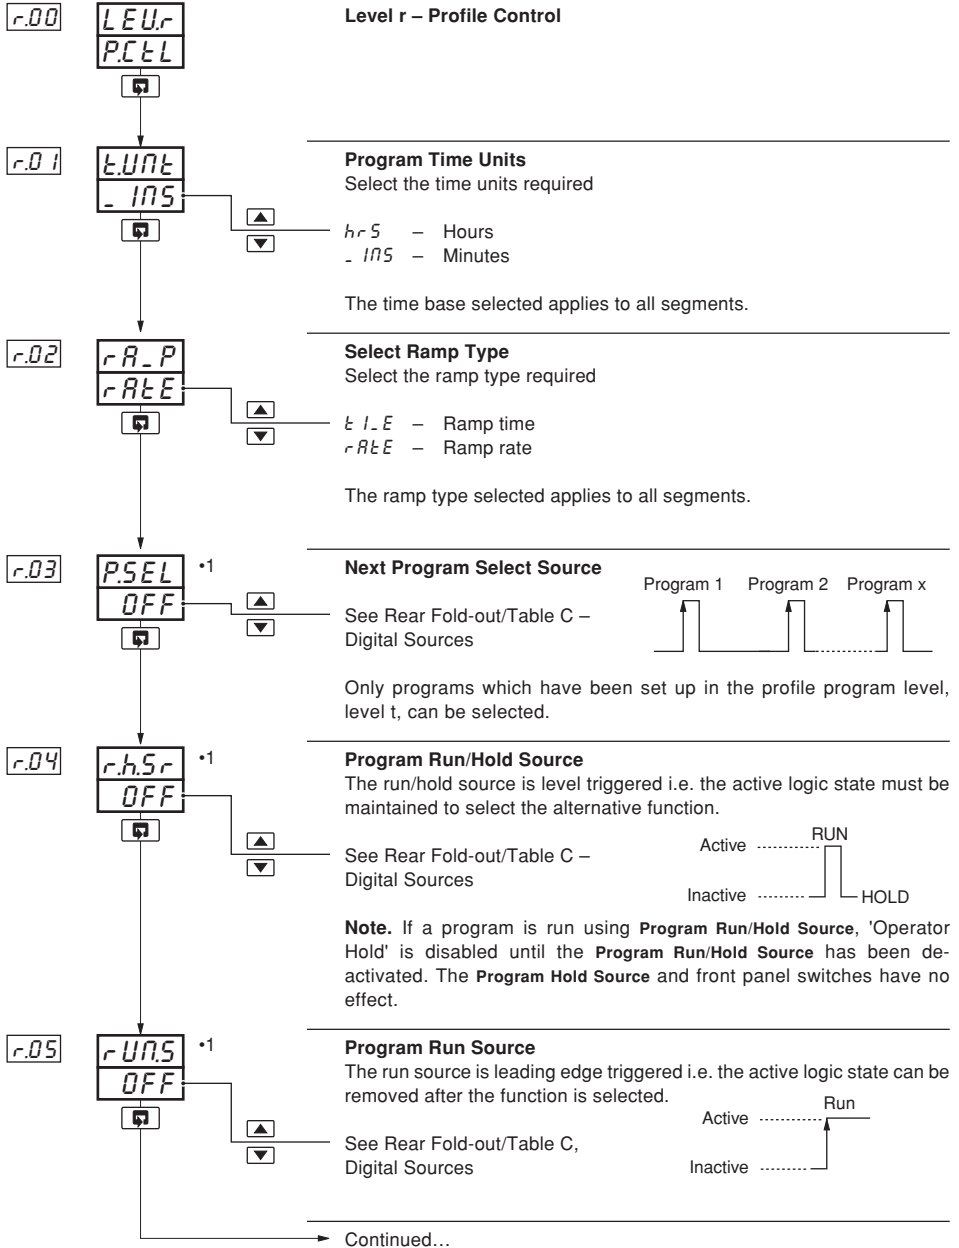 r.00
LEU.r
P.CtL
Level r – Profile Control
r.01
t.UNt
_ INS
Program Time Units
Select the time units required
hrS – Hours
_ INS – Minutes
The time base selected applies to all segments.
r.02
rA_P
rAtE
Select Ramp Type
Select the ramp type required
tI_E – Ramp time
rAtE – Ramp rate
The ramp type selected applies to all segments.
r.03
P.SEL
OFF
•1
Next Program Select Source
See Rear Fold-out/Table C –
Digital Sources
Program 1 Program 2 Program x
Only programs which have been set up in the profile program level,
level t, can be selected.
r.04
r.h.Sr
OFF
•1
Program Run/Hold Source
The run/hold source is level triggered i.e. the active logic state must be
maintained to select the alternative function.
See Rear Fold-out/Table C –
Digital Sources
RUN
Active
Inactive
HOLD
Note. If a program is run using Program Run/Hold Source, 'Operator
Hold' is disabled until the Program Run/Hold Source has been de-
activated. The Program Hold Source and front panel switches have no
effect.
r.05
rUN.S
OFF
•1
Program Run Source
The run source is leading edge triggered i.e. the active logic state can be
removed after the function is selected.
See Rear Fold-out/Table C,
Digital Sources
Run
Active
Inactive
Continued…